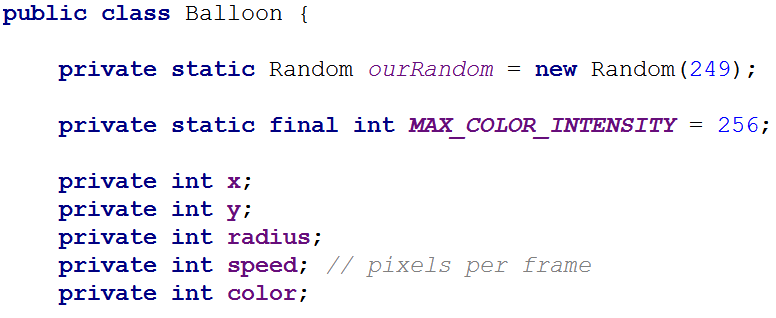 public class Balloon {
private static Random ourRandom = new Random(249);
private static final int MAX_COLOR_INTENSITY = 256;
private int x;
private int y;
private int radius;
private int speed; // pixels per frame
private int color;